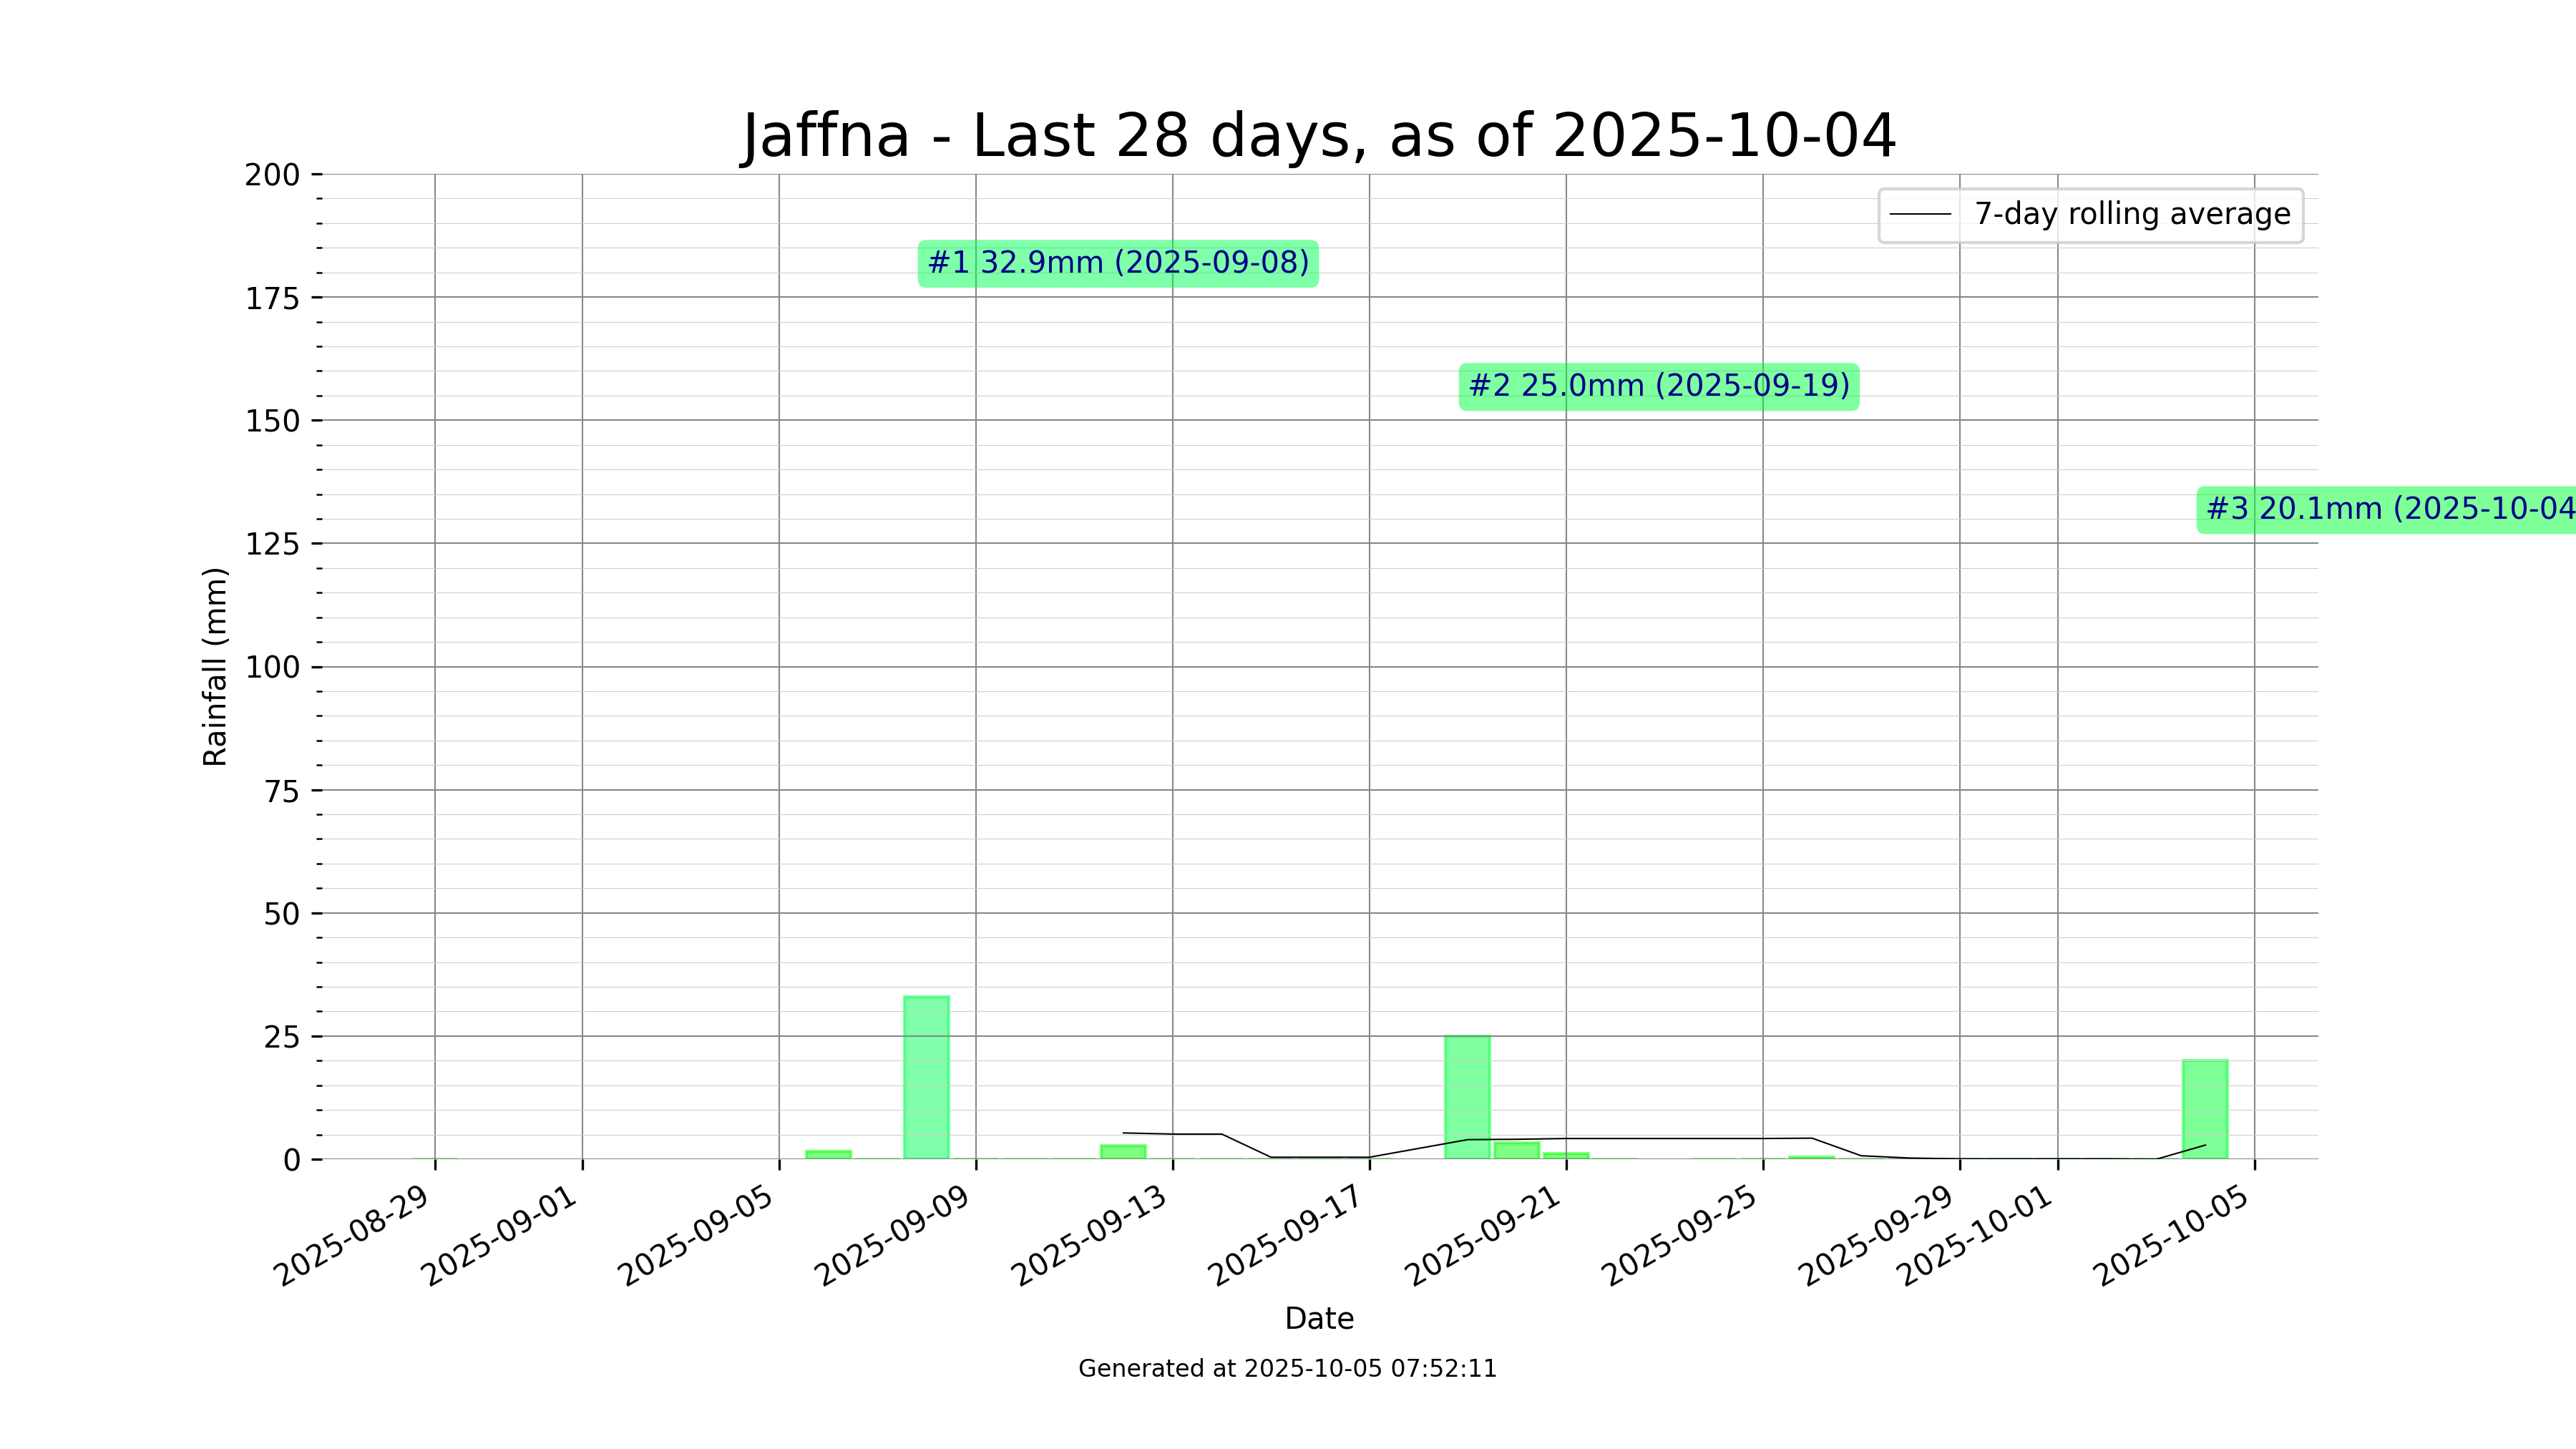 Jaffna - Last 28 days, as of 2025-10-04
200
175
150
125
100
75
50
25
0
Rainfall (mm)
7-day rolling average
#1 32.9mm (2025-09-08)
#2 25.0mm (2025-09-19)
#3 20.1mm (2025-10-04
2025-08-29
2025-09-01
2025-09-05
2025-09-09
2025-09-13
2025-09-17
2025-09-21
2025-09-25
2025-09-29
2025-10-01
2025-10-05
Date
Generated at 2025-10-05 07:52:11